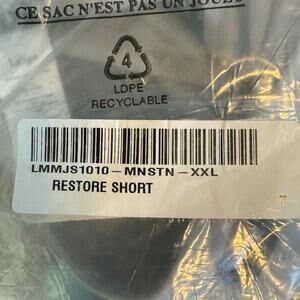 CE SAC N'EST PAS UN JOUET
4
LDPE
RECYCLABLE
LMMJS1010-MNSTN-XXL
RESTORE SHORT
T